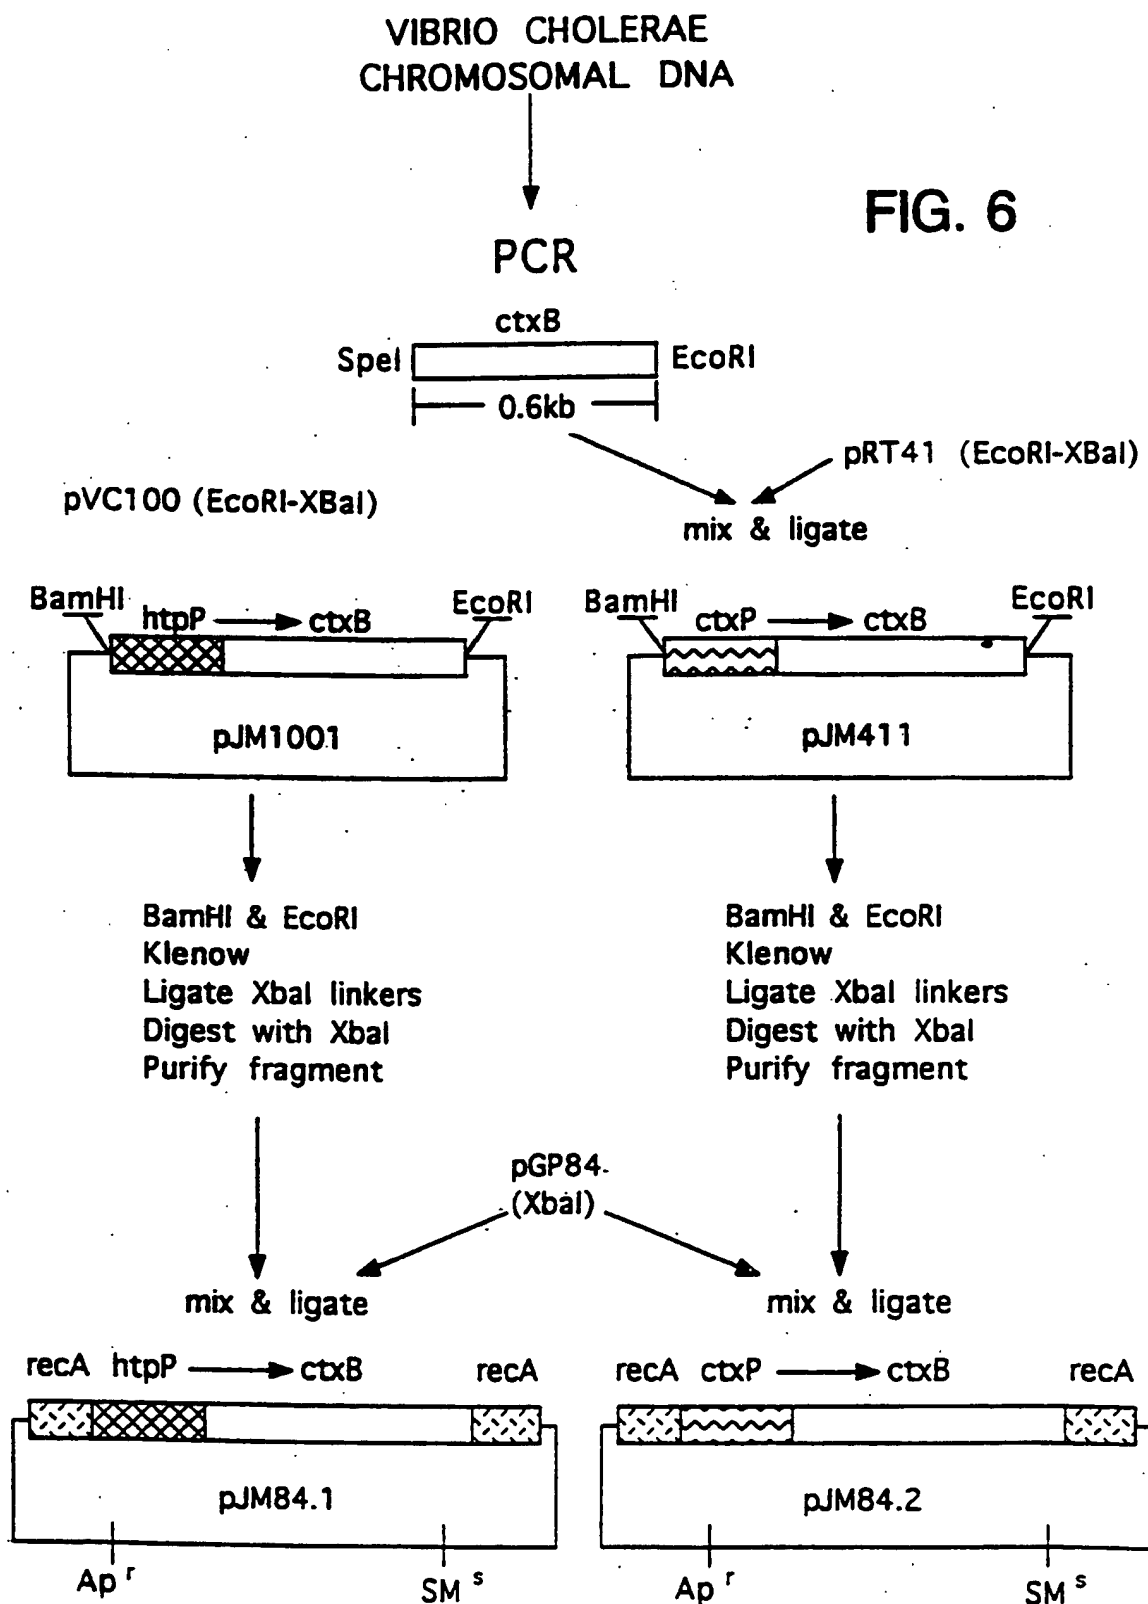 VIBRIO CHOLERAE
CHROMOSOMAL DNA
FIG. 6
PCR
ctxB
SpeI
EcoRI
0.6kb
pRT41 (EcoRI-XBaI)
pVC100 (EcoRI-XBaI)
mix & ligate
BamHI
htpP
ctxB
EcoRI
BamHI
ctxP
ctxB
EcoRI
pJM1001
pJM411
BamHI & EcoRI
Klenow
Ligate XbaI linkers
Digest with XbaI
Purify fragment
BamHI & EcoRI
Klenow
Ligate XbaI linkers
Digest with XbaI
Purify fragment
pGP84
(XbaI)
mix & ligate
mix & ligate
recA htpP ctxB recA
recA ctxP ctxB recA
pJM84.1
pJM84.2
Ap r
SM s
Ap r
SM s